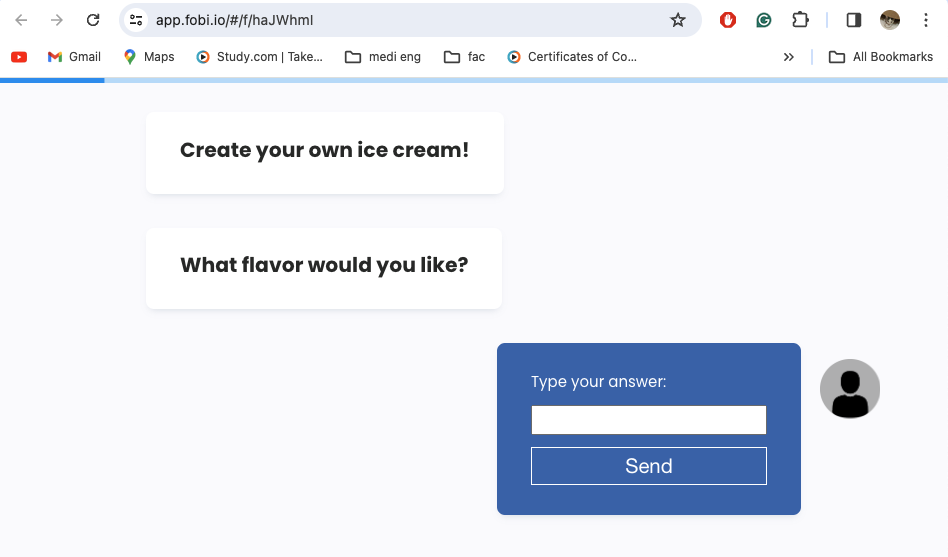 app.fobi.io/#/f/haJWhml
Gmail
Maps
Study.com | Take...
medi eng
fac
Certificates of Co...
All Bookmarks
Create your own ice cream!
What flavor would you like?
Type your answer:
Send